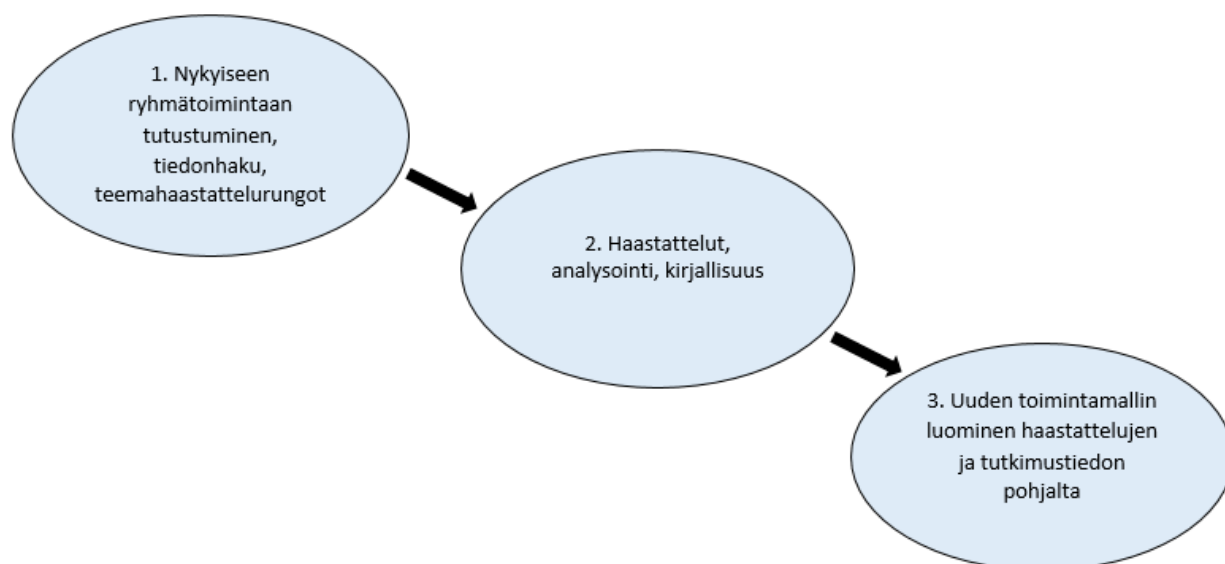 1. Nykyiseen
ryhmätoimintaan
tutustuminen,
tiedonhaku,
teemahaastattelurungot
2. Haastattelut,
analysointi, kirjallisuus
3. Uuden toimintamallin
luominen haastattelujen
ja tutkimustiedon
pohjalta